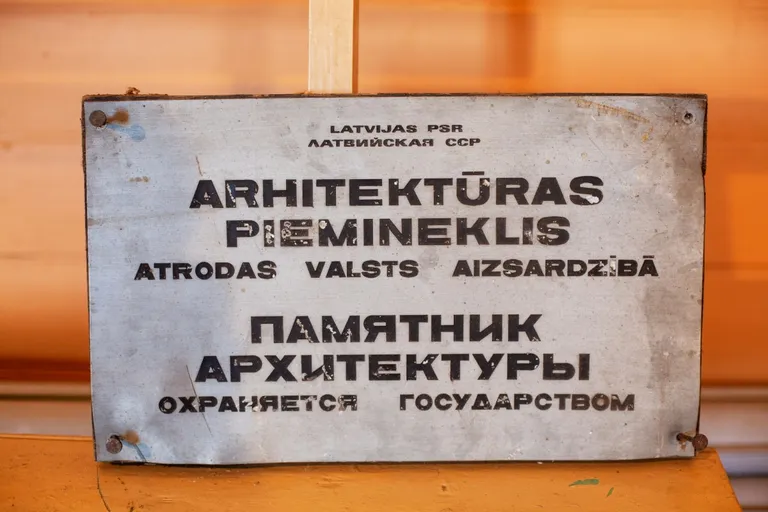 LATVIJAS PSR
ЛАТВИЙСКАЯ ССР
ARHITEKTŪRAS
PIEMINEKLIS
ATRODAS VALSTS AIZSARDZĪBĀ
ПАМЯТНИК
АРХИТЕКТУРЫ
ОХРАНЯЕТСЯ ГОСУДАРСТВОМ